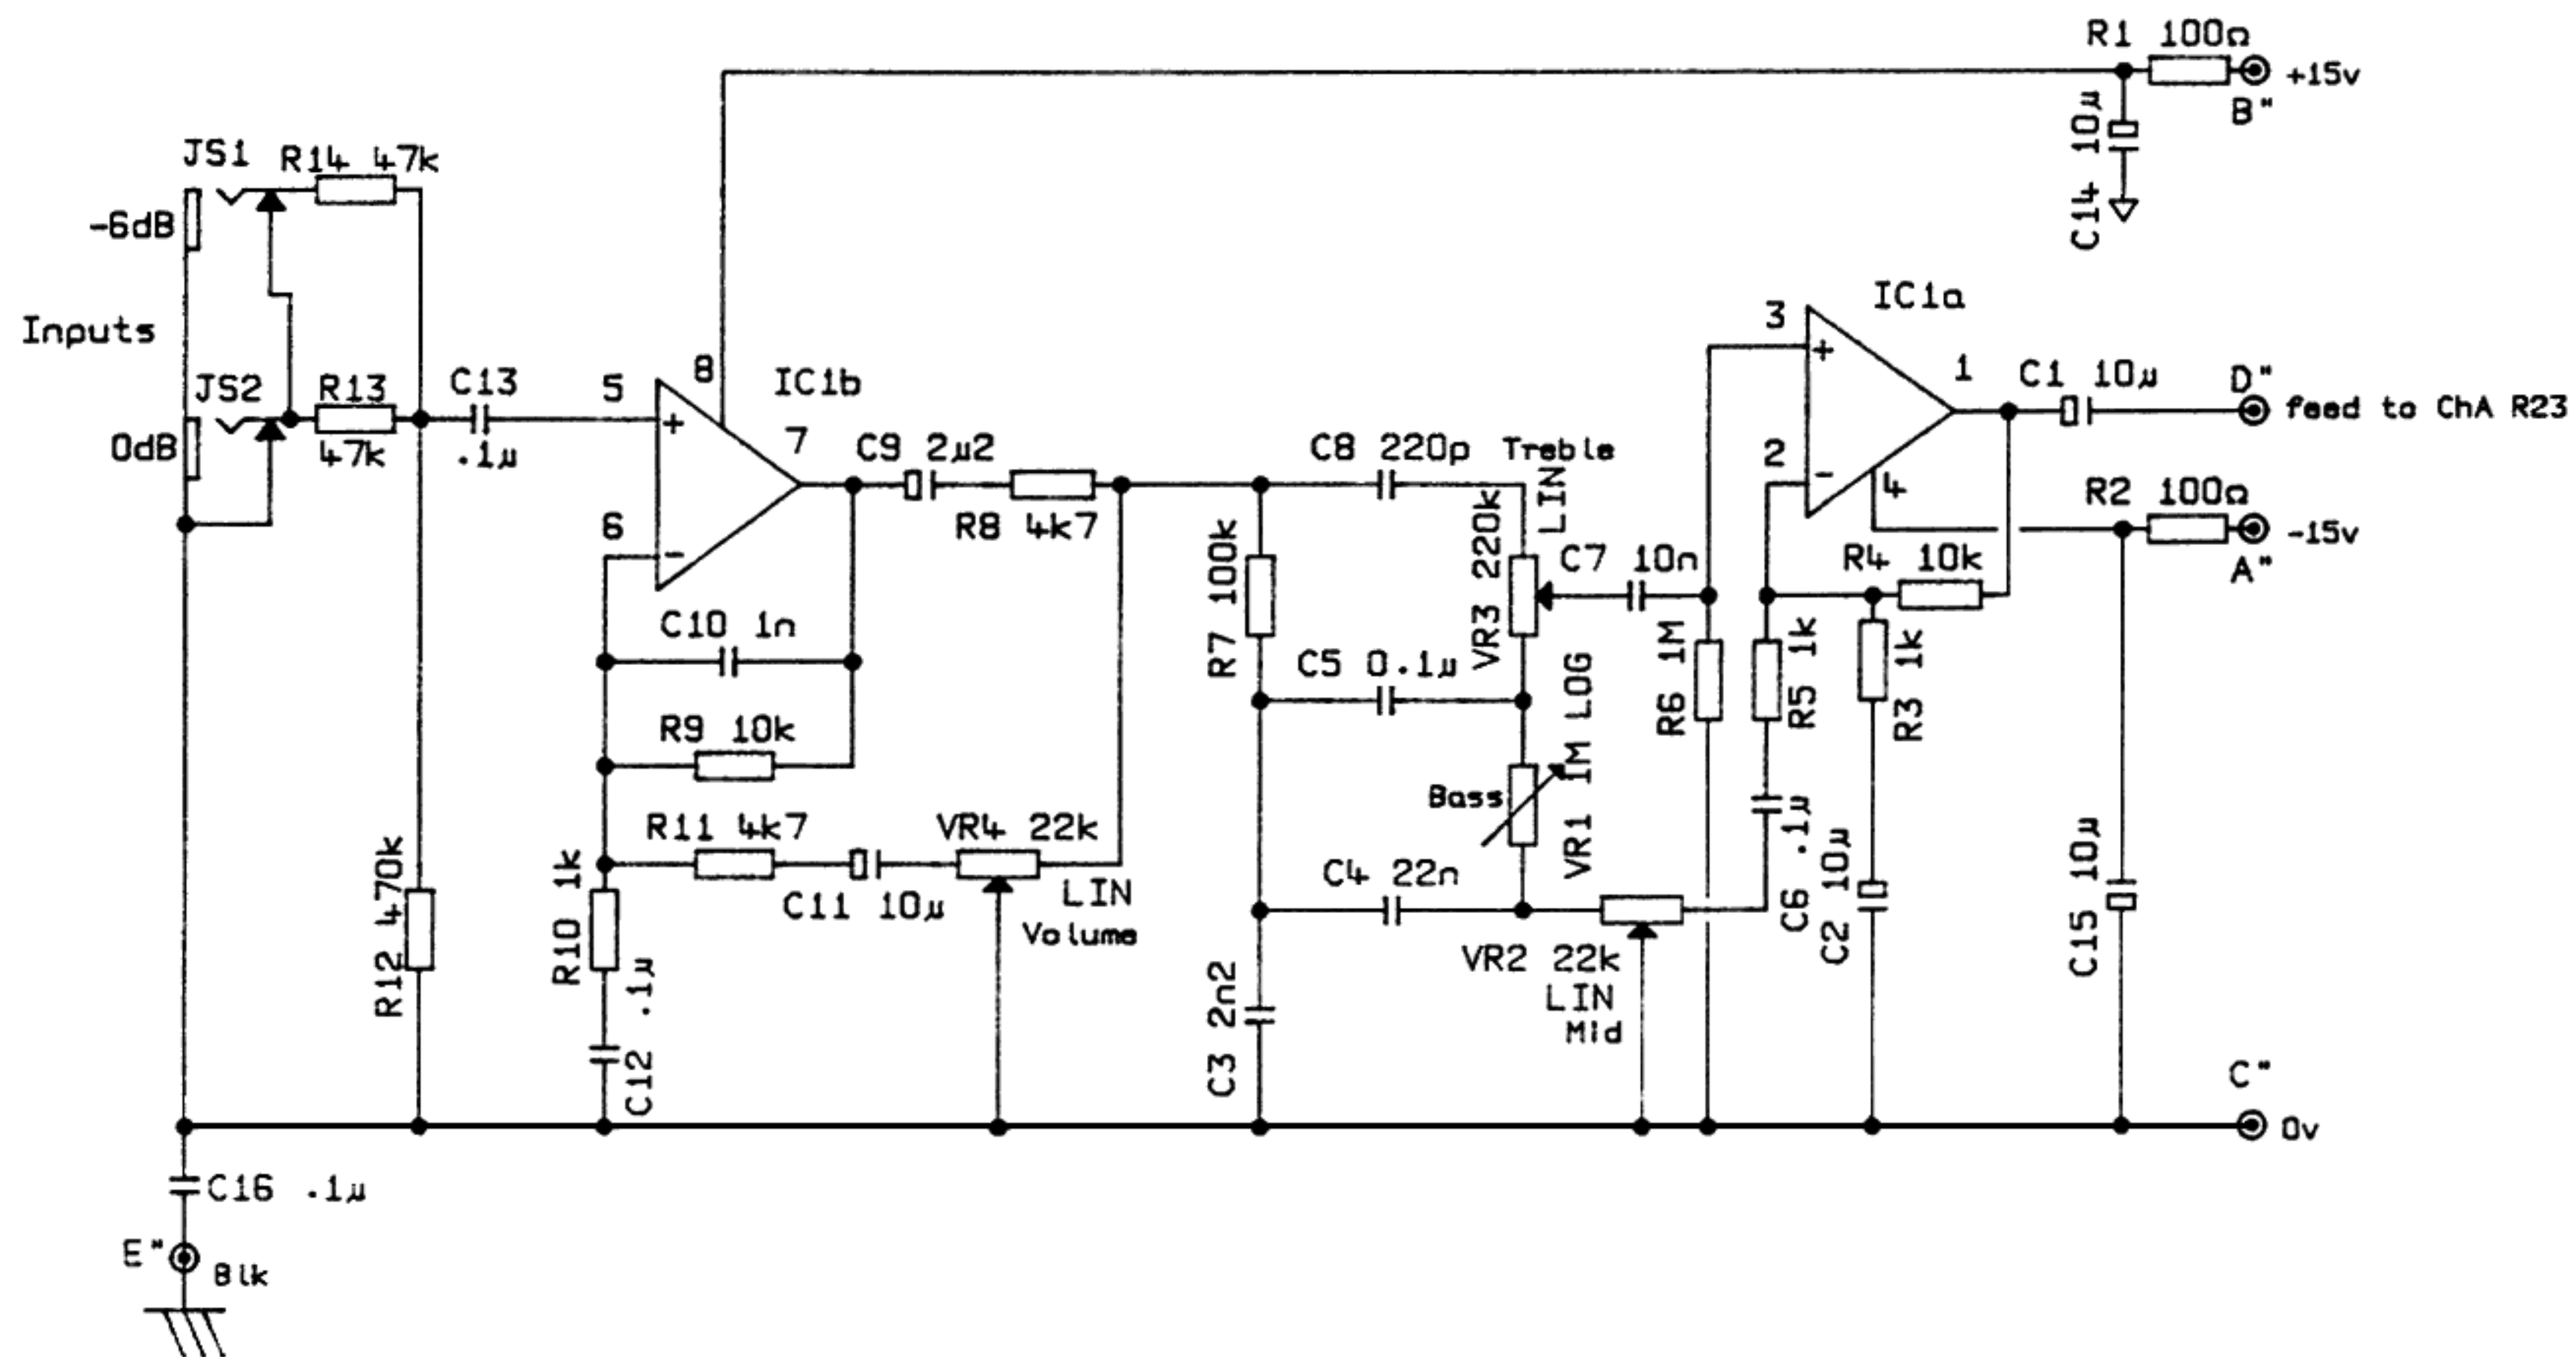 R1 100Ω
+15v
B"
C14 10µ
JS1
R14 47k
-6dB
Inputs
JS2
R13
47k
0dB
C13
.1µ
5
8
IC1b
7
6
C9 2µ2
R8 4k7
C10 1n
R9 10k
R11 4k7
C11 10µ
VR4 22k
LIN
Volume
R10 1k
C12 .1µ
R12 470k
C8 220p
Treble
LIN
VR3 220k
R7 100k
C7 10n
C5 0.1µ
Bass
VR1 1M LOG
C4 22n
VR2 22k
LIN
Mid
C3 2n2
R6 1M
R5 1k
C6 .1µ
R3 1k
C2 10µ
R4 10k
IC1a
3
2
1
4
C1 10µ
D"
feed to ChA R23
R2 100Ω
-15v
A"
C15 10µ
C"
0v
C16 .1µ
E"
Blk